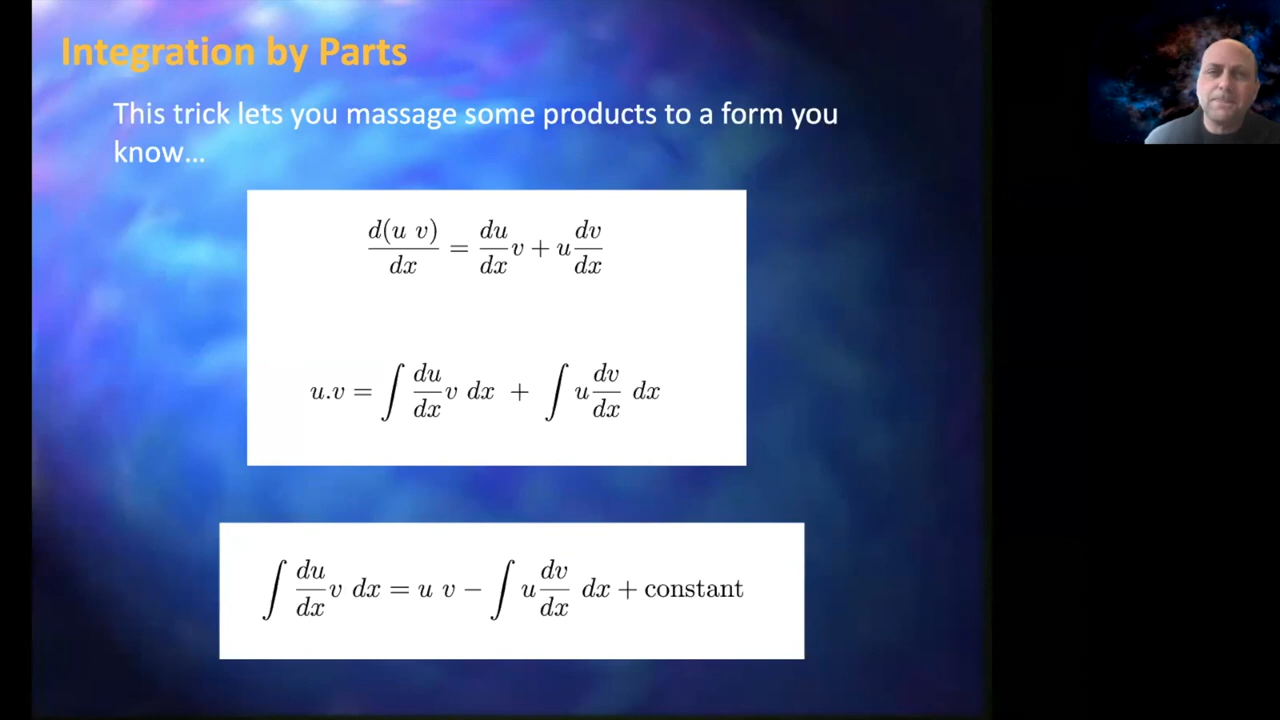 Integration by Parts
This trick lets you massage some products to a form you
know…
d(u v)/dx = du/dx v + u dv/dx
u.v = ∫ du/dx v dx + ∫ u dv/dx dx
∫ du/dx v dx = u v − ∫ u dv/dx dx + constant